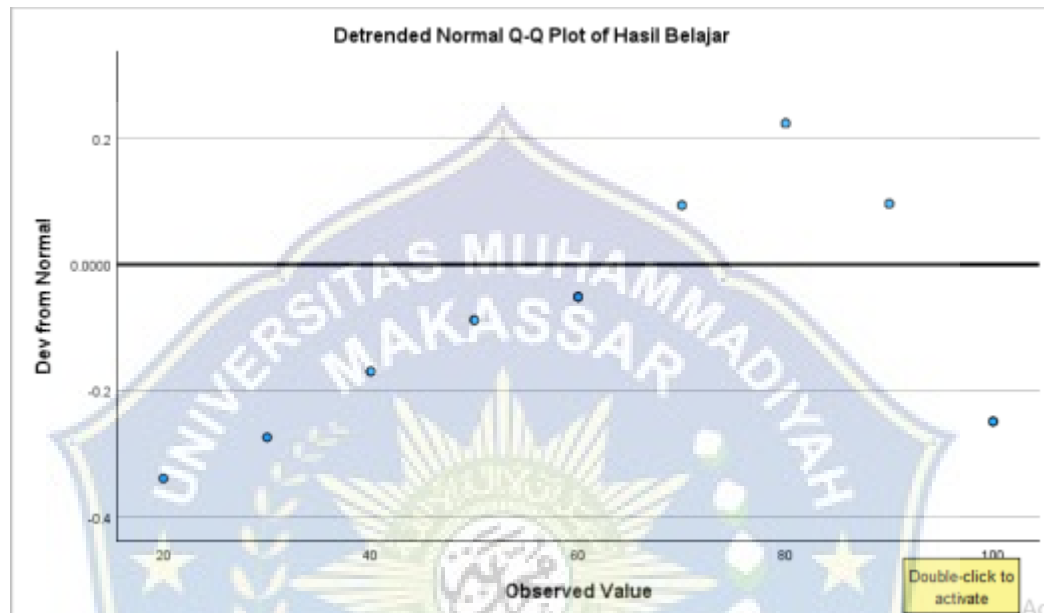 Detrended Normal Q-Q Plot of Hasil Belajar
Dev from Normal
0.2
0.0000
-0.2
-0.4
20
40
60
80
100
Observed Value
UNIVERSITAS MUHAMMADIYAH
MAKASSAR
Double-click to
activate